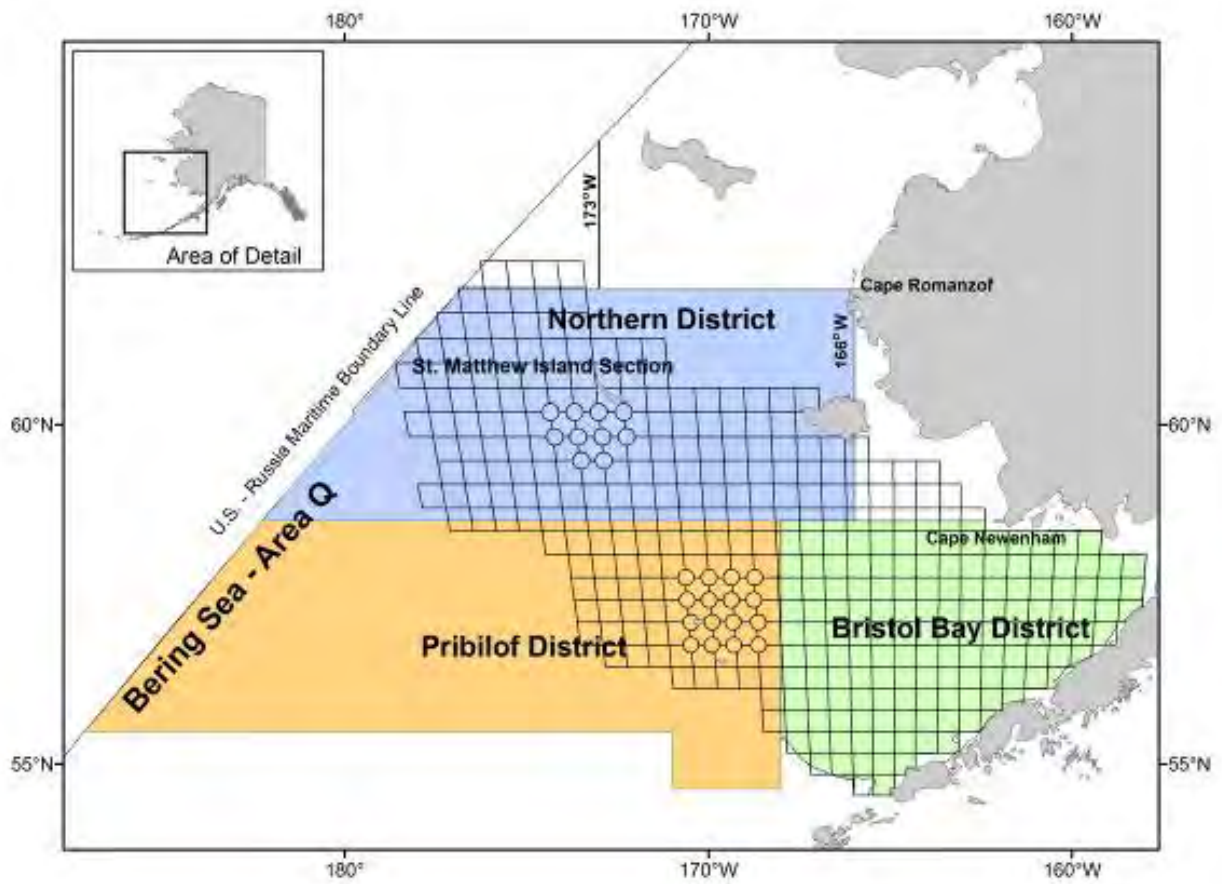 180°
170°W
160°W
Area of Detail
173°W
Cape Romanzof
Northern District
166°W
St. Matthew Island Section
U.S. - Russia Maritime Boundary Line
60°N
60°N
Bering Sea - Area Q
Cape Newenham
Pribilof District
Bristol Bay District
55°N
55°N
180°
170°W
160°W